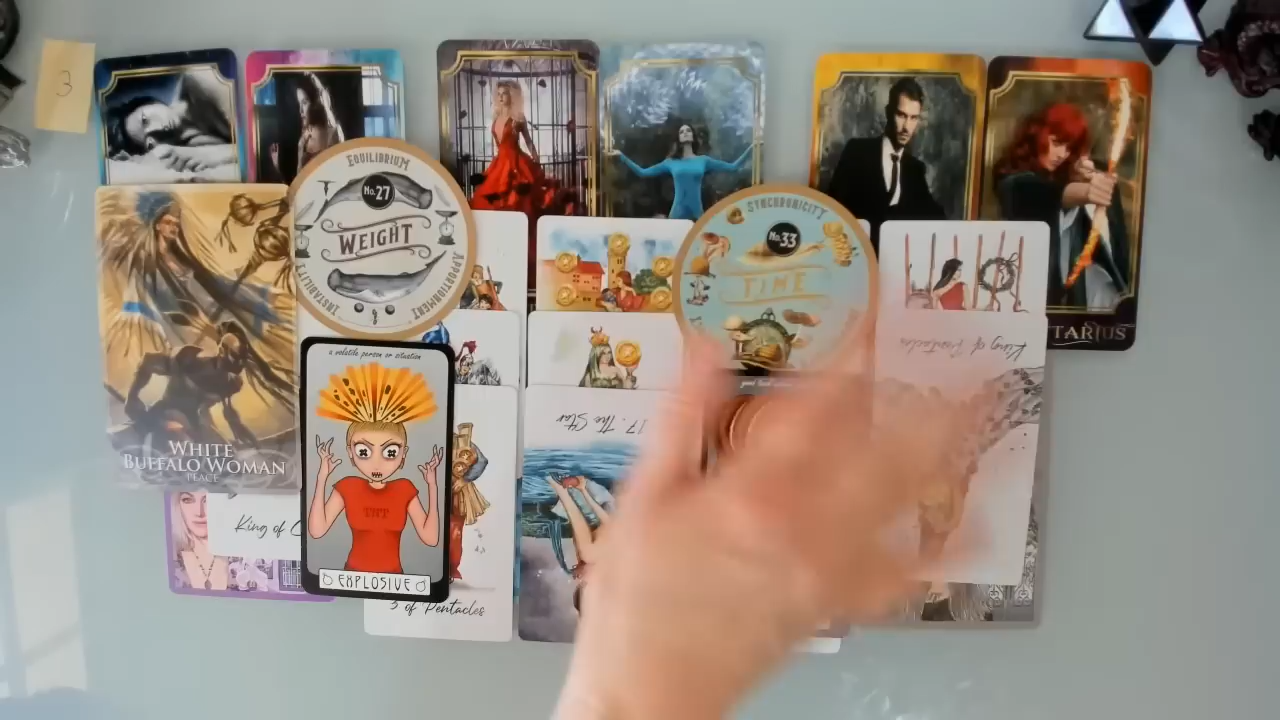 3
EQUILIBRIUM
No.27
WEIGHT
INSTABILITY
APPORTIONMENT
&
SYNCHRONICITY
No.33
TIME
King of Pentacles
TARIUS
a volatile person or situation
17. The Star
WHITE
BUFFALO WOMAN
PEACE
TNT
King of
EXPLOSIVE
5 of Pentacles